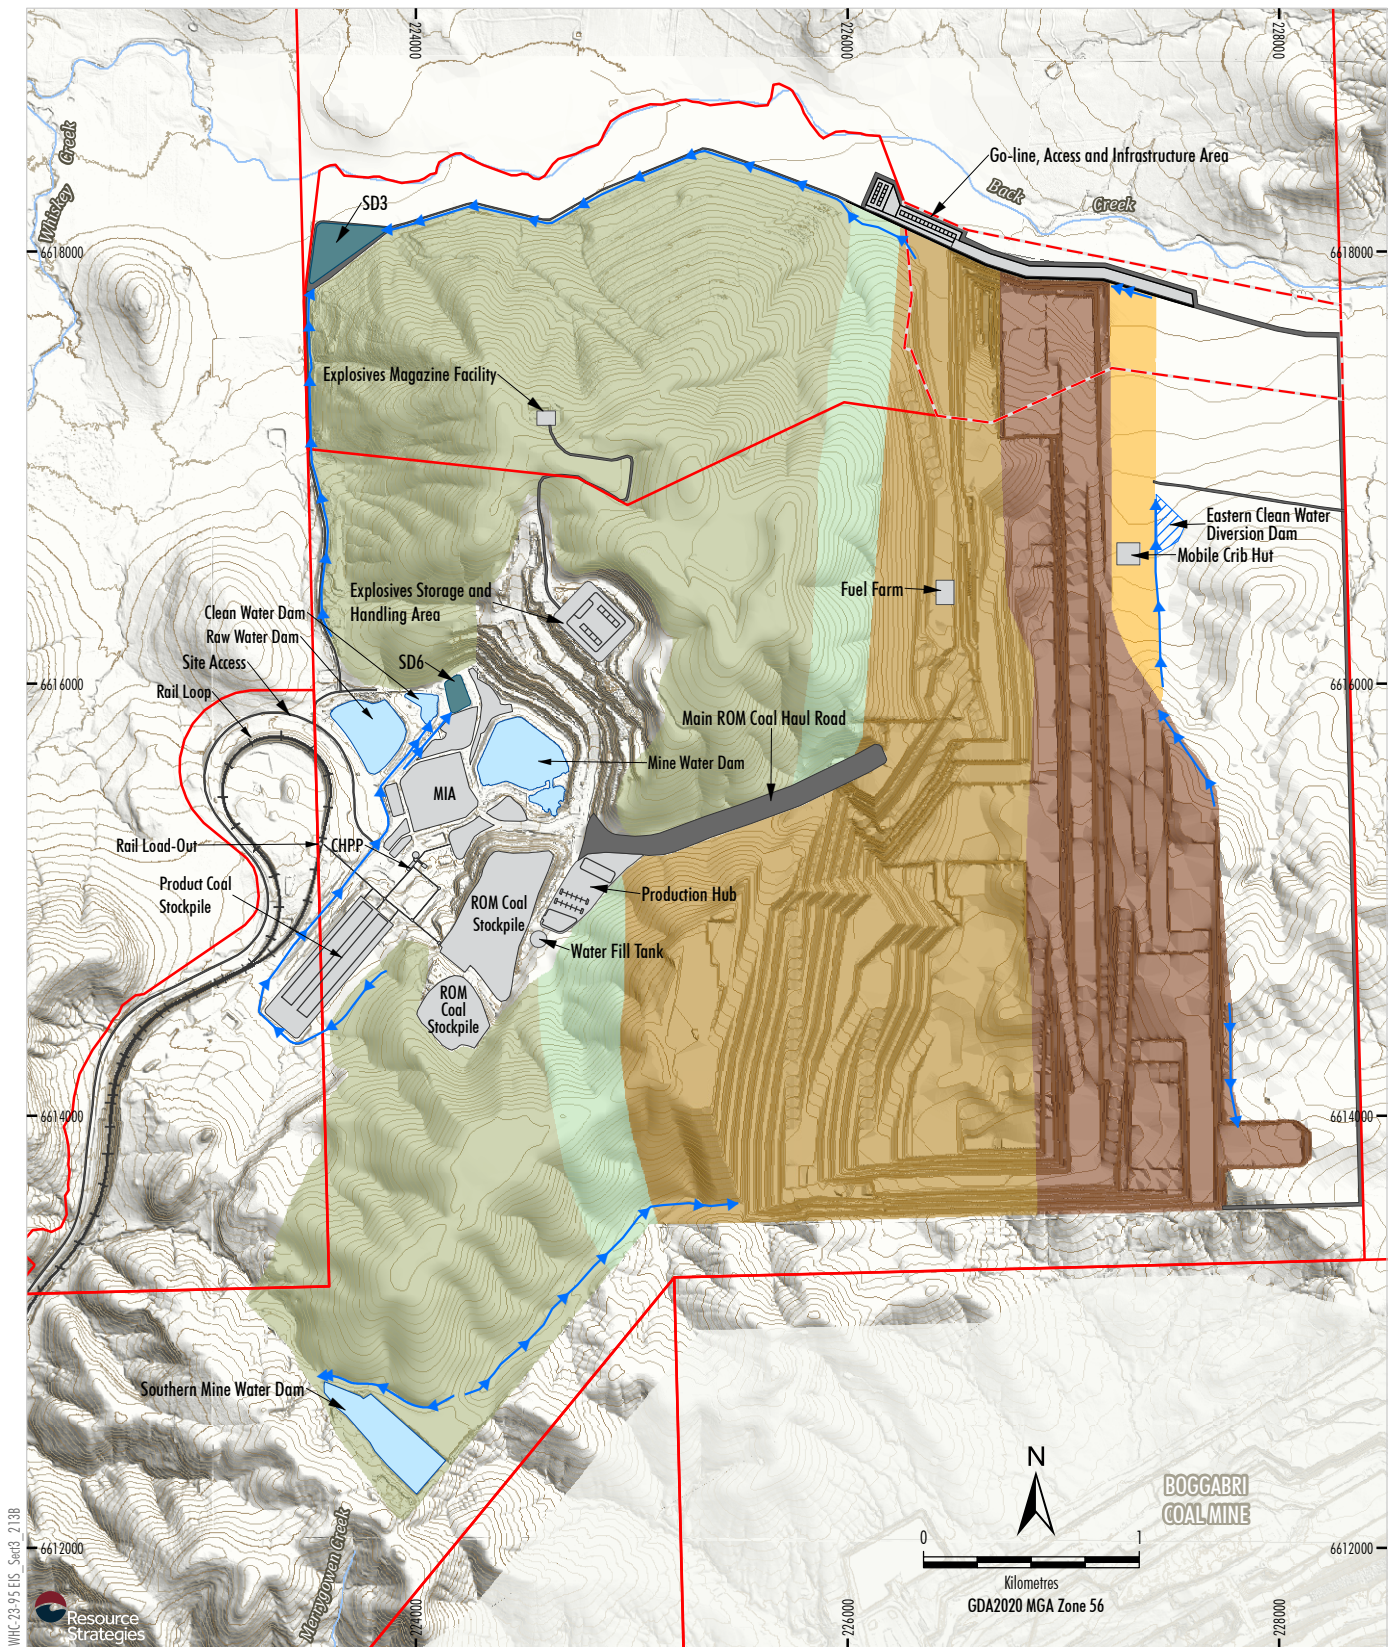 224000
226000
228000
Whiskey
Creek
Go-line, Access and Infrastructure Area
Back
Creek
SD3
6618000
6618000
Explosives Magazine Facility
Eastern Clean Water
Diversion Dam
Mobile Crib Hut
Explosives Storage and
Handling Area
Fuel Farm
Clean Water Dam
Raw Water Dam
Site Access
SD6
Rail Loop
6616000
6616000
Main ROM Coal Haul Road
Mine Water Dam
MIA
Rail Load-Out
CHPP
Product Coal
Stockpile
ROM Coal
Stockpile
Production Hub
Water Fill Tank
ROM
Coal
Stockpile
6614000
6614000
Southern Mine Water Dam
N
BOGGABRI
COAL MINE
0
1
Kilometres
GDA2020 MGA Zone 56
6612000
6612000
Merrygowen Creek
WHC-23-95 EIS_Sect3_213B
Resource
Strategies
224000
226000
228000